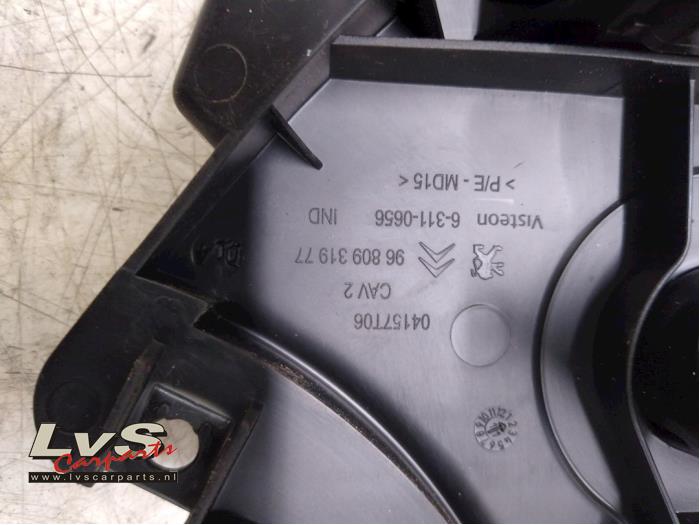 > P/E - MD15 <
Visteon 6-311-0656 IND
96 809 319 77
CAV 2
04157T06
LvS
Carparts
www.lvscarparts.nl